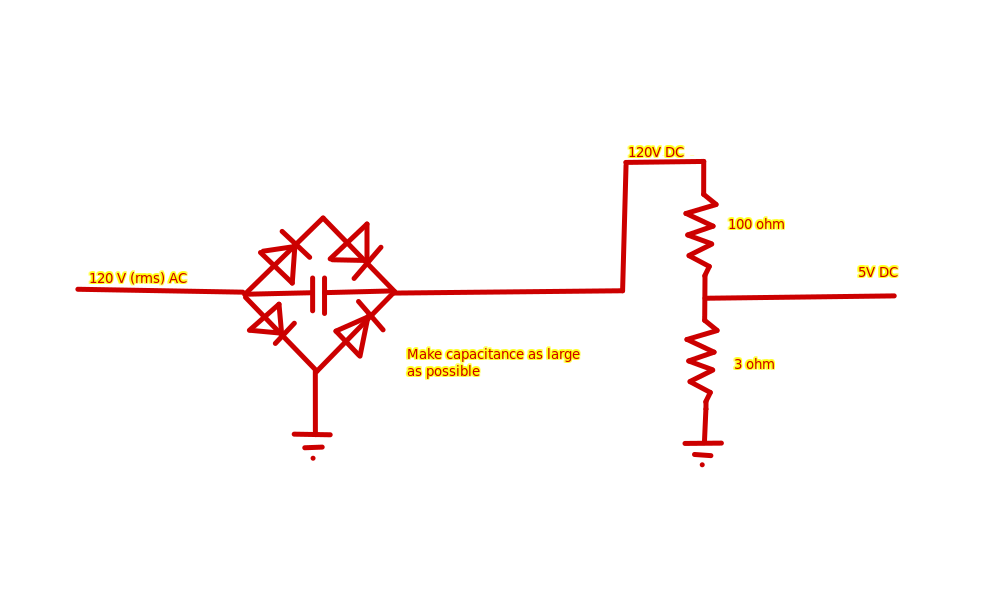 120V DC
100 ohm
5V DC
120 V (rms) AC
Make capacitance as large
as possible
3 ohm